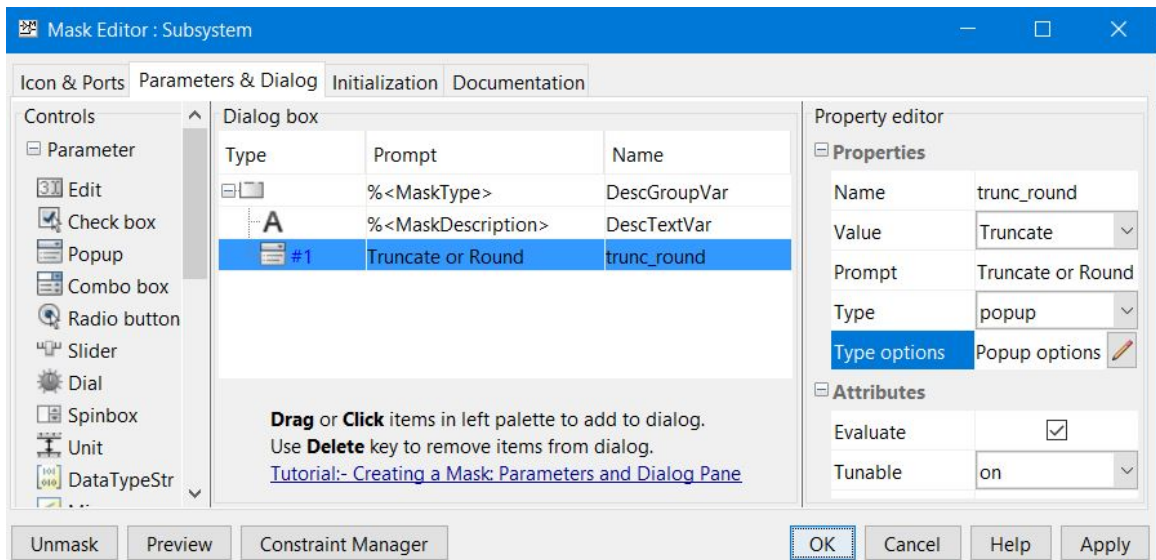 Mask Editor : Subsystem
Icon & Ports Parameters & Dialog Initialization Documentation
Controls
Parameter
Edit
Check box
Popup
Combo box
Radio button
Slider
Dial
Spinbox
Unit
DataTypeStr
Dialog box
Type Prompt Name
%<MaskType> DescGroupVar
A %<MaskDescription> DescTextVar
#1 Truncate or Round trunc_round
Drag or Click items in left palette to add to dialog.
Use Delete key to remove items from dialog.
Tutorial:- Creating a Mask: Parameters and Dialog Pane
Property editor
Properties
Name trunc_round
Value Truncate
Prompt Truncate or Round
Type popup
Type options Popup options
Attributes
Evaluate
Tunable on
Unmask Preview Constraint Manager OK Cancel Help Apply